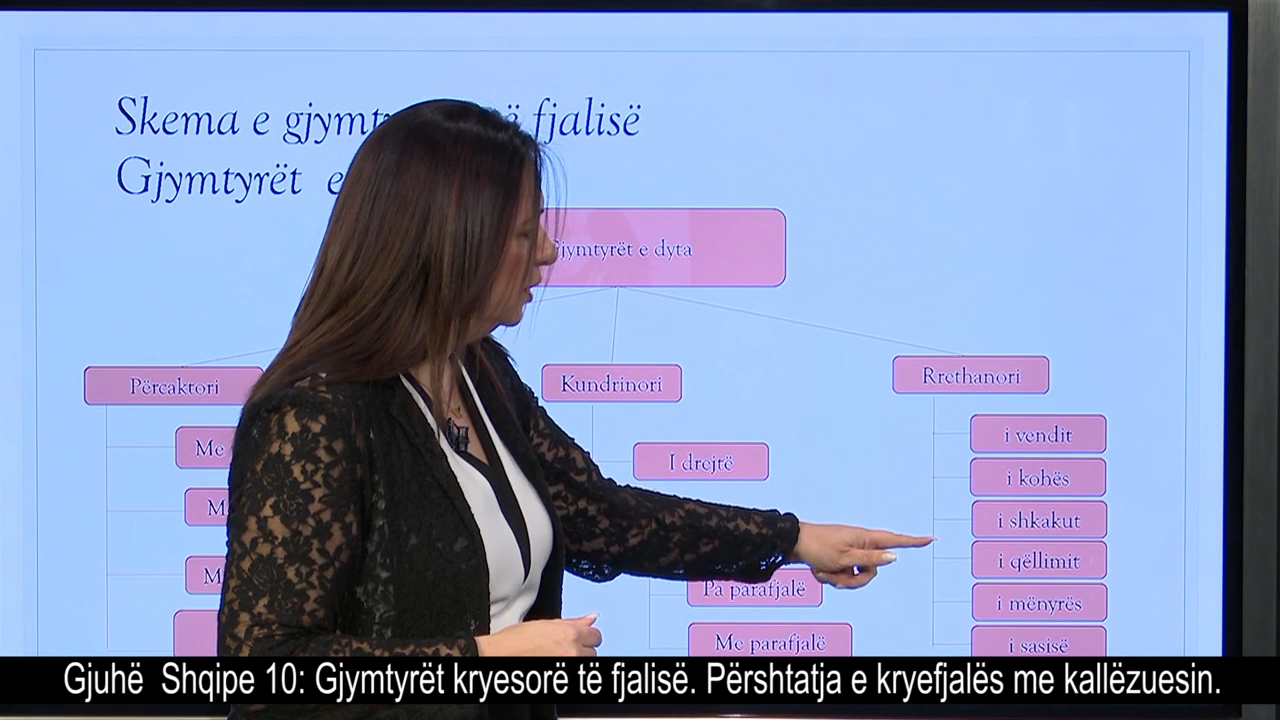 Skema e fjalisë
Gjymtyrët
Gjymtyrët e dyta
Përcaktori
Kundrinori
Rrethanori
Me
I drejtë
i vendit
i kohës
i shkakut
i qëllimit
i mënyrës
i sasisë
Pa parafjalë
Me parafjalë
Gjuhë Shqipe 10: Gjymtyrët kryesorë të fjalisë. Përshtatja e kryefjalës me kallëzuesin.